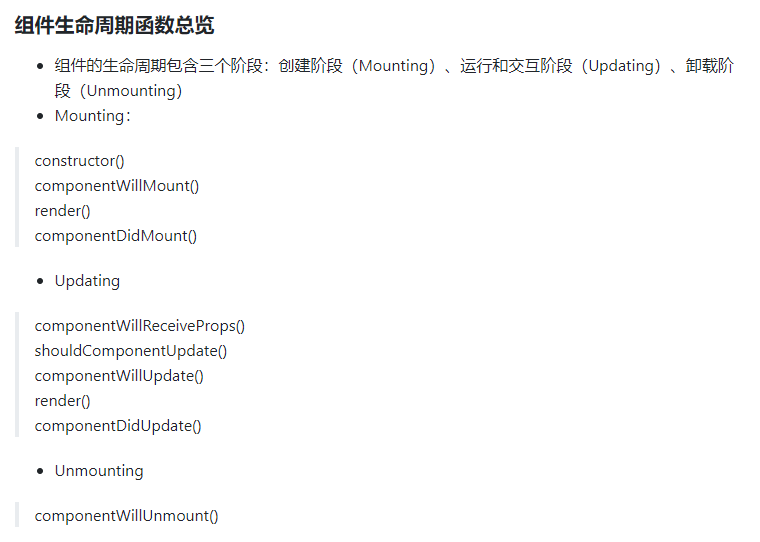 组件生命周期函数总览
组件的生命周期包含三个阶段：创建阶段（Mounting）、运行和交互阶段（Updating）、卸载阶
段（Unmounting）
Mounting：
constructor()
componentWillMount()
render()
componentDidMount()
Updating
componentWillReceiveProps()
shouldComponentUpdate()
componentWillUpdate()
render()
componentDidUpdate()
Unmounting
componentWillUnmount()